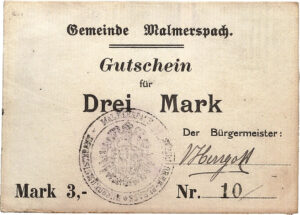 Gemeinde Malmerspach.
Gutschein
für
Drei Mark
Der Bürgermeister:
Mark 3,- Nr. 10/